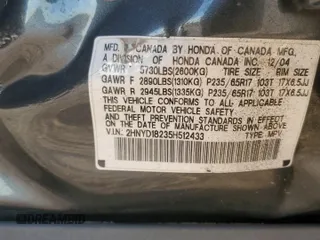 MFD. IN CANADA BY HONDA OF CANADA MFG.
A DIVISION OF HONDA CANADA INC. 12/04
GVWR 5730LBS(2600KG) TIRE SIZE RIM SIZE
GAWR F 2890LBS(1310KG) P235/65R17 103T 17X6.5JJ
GAWR R 2945LBS(1335KG) P235/65R17 103T 17X6.5JJ
THIS VEHICLE CONFORMS TO ALL APPLICABLE
FEDERAL MOTOR VEHICLE SAFETY AND
THEFT PREVENTION STANDARDS IN EFFECT ON THE
DATE OF MANUFACTURE SHOWN ABOVE.
V.I.N: 2HNYD18235H512433 TYPE: MPV
DREAMBID